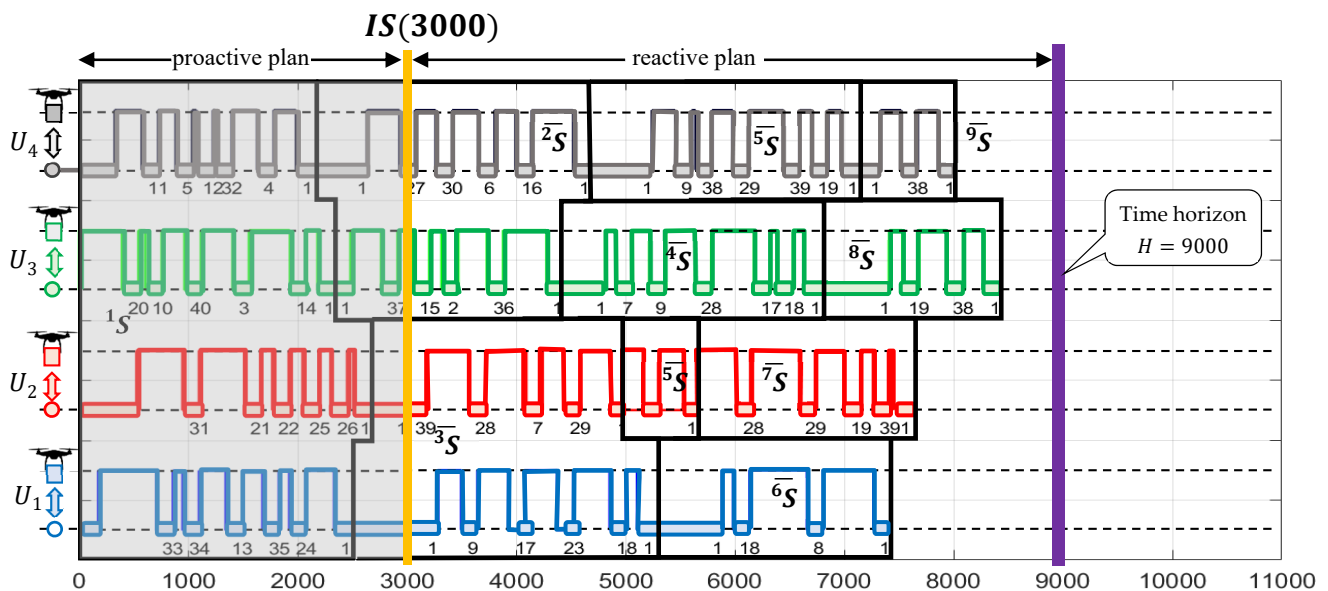 IS(3000)
proactive plan
reactive plan
U4
11 5 1232 4 1 1 27 30 6 16 1 1 9 38 29 39 19 1 1 38 1
²S̅
⁵S̅
⁹S̅
U3
20 10 40 3 14 1 1 37 15 2 36 1 1 7 9 28 17 18 1 1 19 38 1
¹S
⁴S̅
⁸S̅
Time horizon
H = 9000
U2
31 21 22 25 26 1 1 39 28 7 29 1 28 29 19 391
³S̅
⁵S̅
⁷S̅
U1
33 34 13 35 24 1 1 9 17 23 18 1 1 18 8 1
⁶S̅
0 1000 2000 3000 4000 5000 6000 7000 8000 9000 10000 11000